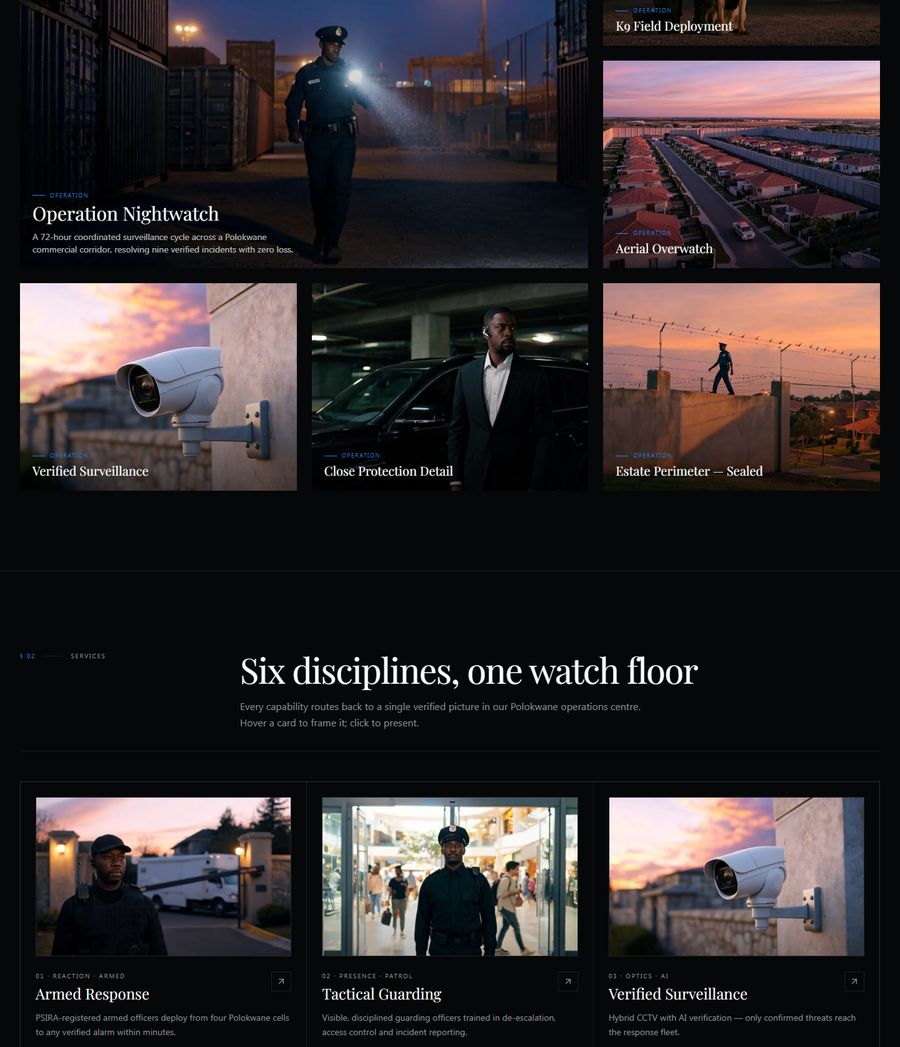 OPERATION
K9 Field Deployment
OPERATION
Operation Nightwatch
A 72-hour coordinated surveillance cycle across a Polokwane
commercial corridor, resolving nine verified incidents with zero loss.
OPERATION
Aerial Overwatch
OPERATION
Verified Surveillance
OPERATION
Close Protection Detail
OPERATION
Estate Perimeter — Sealed
§ 02 SERVICES
Six disciplines, one watch floor
Every capability routes back to a single verified picture in our Polokwane operations centre.
Hover a card to frame it; click to present.
01 · REACTION · ARMED
Armed Response
PSIRA-registered armed officers deploy from four Polokwane cells
to any verified alarm within minutes.
02 · PRESENCE · PATROL
Tactical Guarding
Visible, disciplined guarding officers trained in de-escalation,
access control and incident reporting.
03 · OPTICS · AI
Verified Surveillance
Hybrid CCTV with AI verification — only confirmed threats reach
the response fleet.